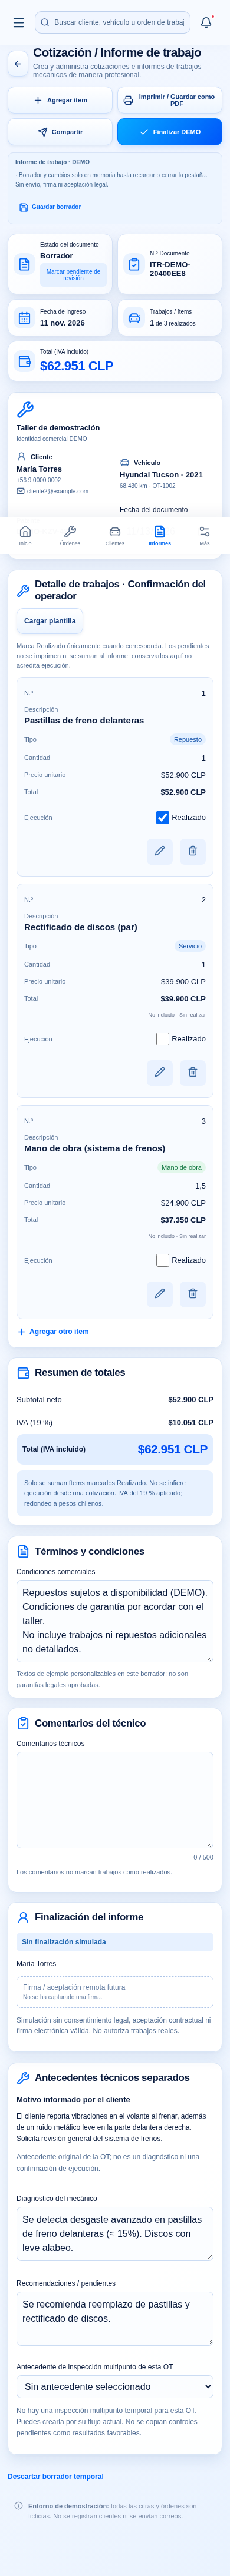 Buscar cliente, vehículo u orden de trabaj
Cotización / Informe de trabajo
Crea y administra cotizaciones e informes de trabajos
mecánicos de manera profesional.
Agregar ítem
Imprimir / Guardar como
PDF
Compartir
Finalizar DEMO
Informe de trabajo · DEMO
· Borrador y cambios solo en memoria hasta recargar o cerrar la pestaña.
Sin envío, firma ni aceptación legal.
Guardar borrador
Estado del documento
Borrador
Marcar pendiente de
revisión
N.º Documento
ITR-DEMO-
20400EE8
Fecha de ingreso
11 nov. 2026
Trabajos / Ítems
1 de 3 realizados
Total (IVA incluido)
$62.951 CLP
Taller de demostración
Identidad comercial DEMO
Cliente
María Torres
+56 9 0000 0002
cliente2@example.com
Vehículo
Hyundai Tucson · 2021
68.430 km · OT-1002
Fecha del documento
Inicio
Órdenes
Clientes
Informes
Más
Detalle de trabajos · Confirmación del
operador
Cargar plantilla
Marca Realizado únicamente cuando corresponda. Los pendientes
no se imprimen ni se suman al informe; conservarlos aquí no
acredita ejecución.
N.º
1
Descripción
Pastillas de freno delanteras
Tipo
Repuesto
Cantidad
1
Precio unitario
$52.900 CLP
Total
$52.900 CLP
Ejecución
Realizado
N.º
2
Descripción
Rectificado de discos (par)
Tipo
Servicio
Cantidad
1
Precio unitario
$39.900 CLP
Total
$39.900 CLP
No incluido · Sin realizar
Ejecución
Realizado
N.º
3
Descripción
Mano de obra (sistema de frenos)
Tipo
Mano de obra
Cantidad
1,5
Precio unitario
$24.900 CLP
Total
$37.350 CLP
No incluido · Sin realizar
Ejecución
Realizado
Agregar otro ítem
Resumen de totales
Subtotal neto
$52.900 CLP
IVA (19 %)
$10.051 CLP
Total (IVA incluido)
$62.951 CLP
Solo se suman ítems marcados Realizado. No se infiere
ejecución desde una cotización. IVA del 19 % aplicado;
redondeo a pesos chilenos.
Términos y condiciones
Condiciones comerciales
Repuestos sujetos a disponibilidad (DEMO).
Condiciones de garantía por acordar con el
taller.
No incluye trabajos ni repuestos adicionales
no detallados.
Textos de ejemplo personalizables en este borrador; no son
garantías legales aprobadas.
Comentarios del técnico
Comentarios técnicos
0 / 500
Los comentarios no marcan trabajos como realizados.
Finalización del informe
Sin finalización simulada
María Torres
Firma / aceptación remota futura
No se ha capturado una firma.
Simulación sin consentimiento legal, aceptación contractual ni
firma electrónica válida. No autoriza trabajos reales.
Antecedentes técnicos separados
Motivo informado por el cliente
El cliente reporta vibraciones en el volante al frenar, además
de un ruido metálico leve en la parte delantera derecha.
Solicita revisión general del sistema de frenos.
Antecedente original de la OT; no es un diagnóstico ni una
confirmación de ejecución.
Diagnóstico del mecánico
Se detecta desgaste avanzado en pastillas
de freno delanteras (≈ 15%). Discos con
leve alabeo.
Recomendaciones / pendientes
Se recomienda reemplazo de pastillas y
rectificado de discos.
Antecedente de inspección multipunto de esta OT
Sin antecedente seleccionado
No hay una inspección multipunto temporal para esta OT.
Puedes crearla por su flujo actual. No se copian controles
pendientes como resultados favorables.
Descartar borrador temporal
Entorno de demostración: todas las cifras y órdenes son
ficticias. No se registran clientes ni se envían correos.